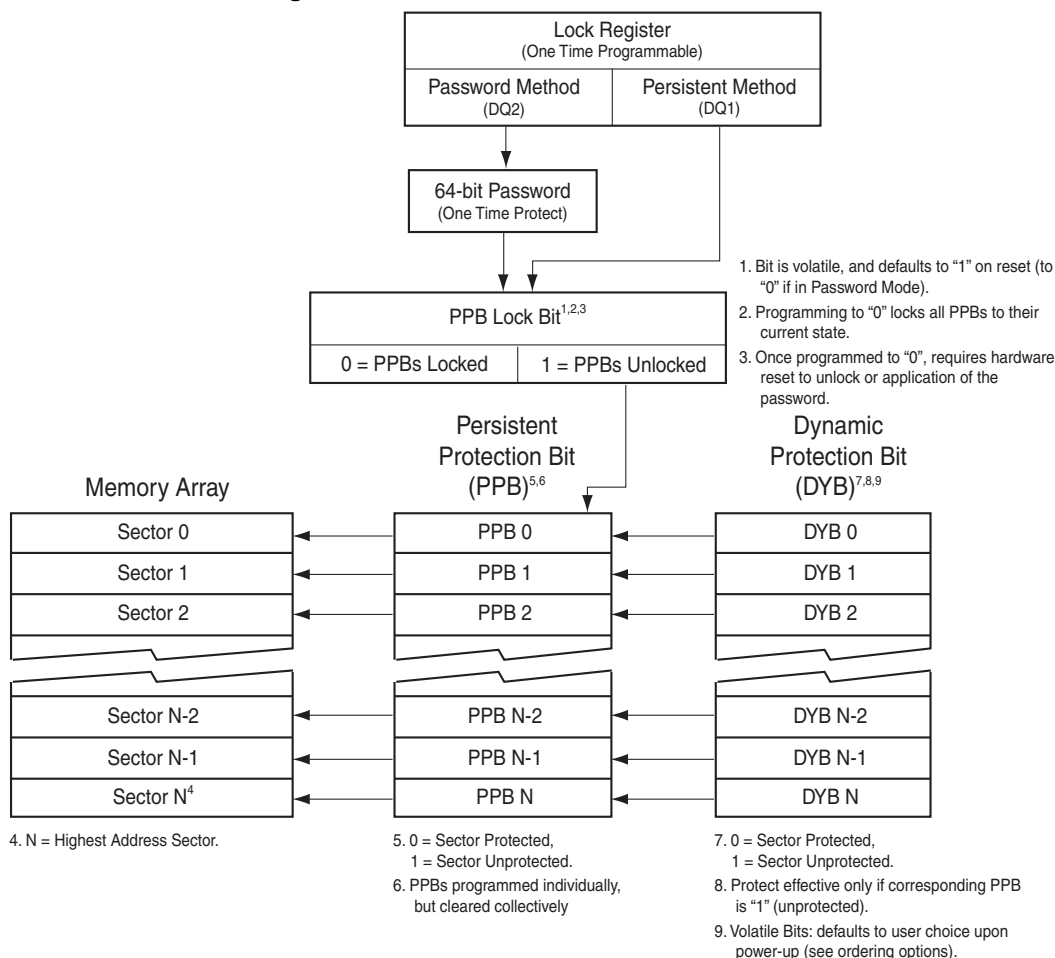 Lock Register
(One Time Programmable)
Password Method
(DQ2)
Persistent Method
(DQ1)
64-bit Password
(One Time Protect)
PPB Lock Bit1,2,3
0 = PPBs Locked
1 = PPBs Unlocked
1. Bit is volatile, and defaults to “1” on reset (to
“0” if in Password Mode).
2. Programming to “0” locks all PPBs to their
current state.
3. Once programmed to “0”, requires hardware
reset to unlock or application of the
password.
Memory Array
Sector 0
Sector 1
Sector 2
Sector N-2
Sector N-1
Sector N4
4. N = Highest Address Sector.
Persistent
Protection Bit
(PPB)5,6
PPB 0
PPB 1
PPB 2
PPB N-2
PPB N-1
PPB N
5. 0 = Sector Protected,
1 = Sector Unprotected.
6. PPBs programmed individually,
but cleared collectively
Dynamic
Protection Bit
(DYB)7,8,9
DYB 0
DYB 1
DYB 2
DYB N-2
DYB N-1
DYB N
7. 0 = Sector Protected,
1 = Sector Unprotected.
8. Protect effective only if corresponding PPB
is “1” (unprotected).
9. Volatile Bits: defaults to user choice upon
power-up (see ordering options).